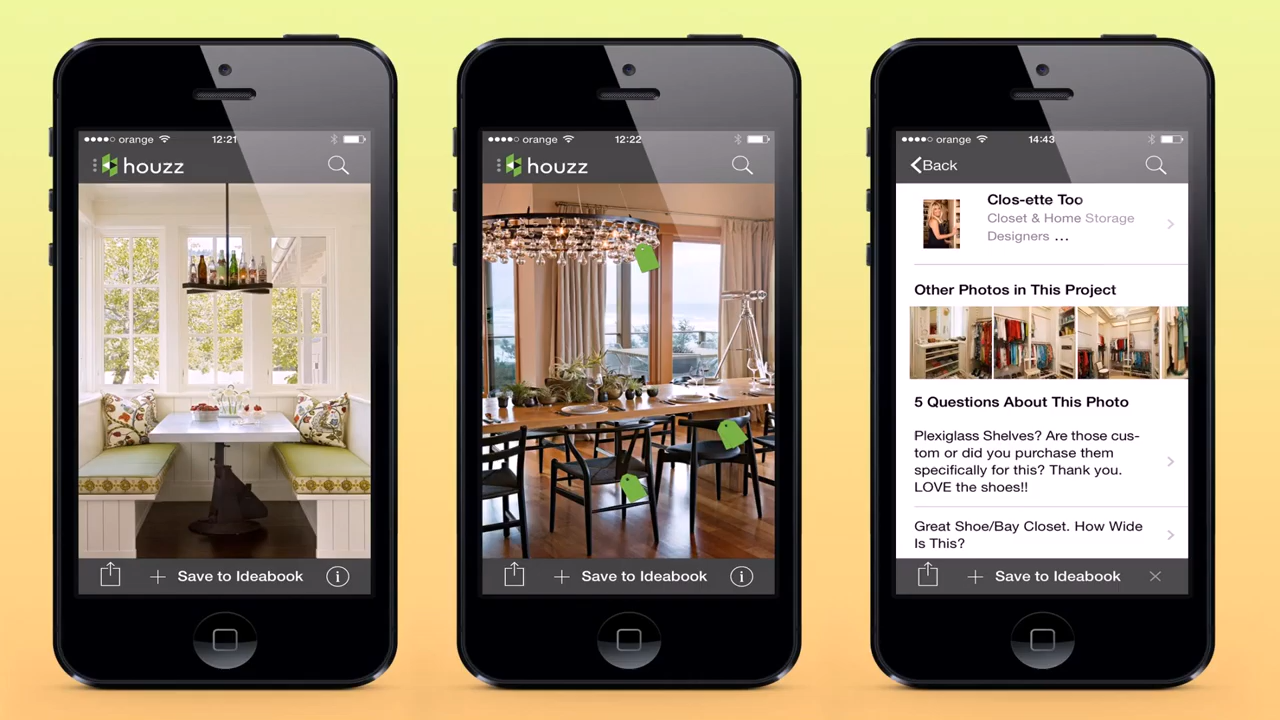 orange
12:21
houzz
Save to Ideabook
orange
12:22
houzz
Save to Ideabook
orange
14:43
Back
Clos-ette Too
Closet & Home Storage
Designers ...
Other Photos in This Project
5 Questions About This Photo
Plexiglass Shelves? Are those cus-
tom or did you purchase them
specifically for this? Thank you.
LOVE the shoes!!
Great Shoe/Bay Closet. How Wide
Is This?
Save to Ideabook